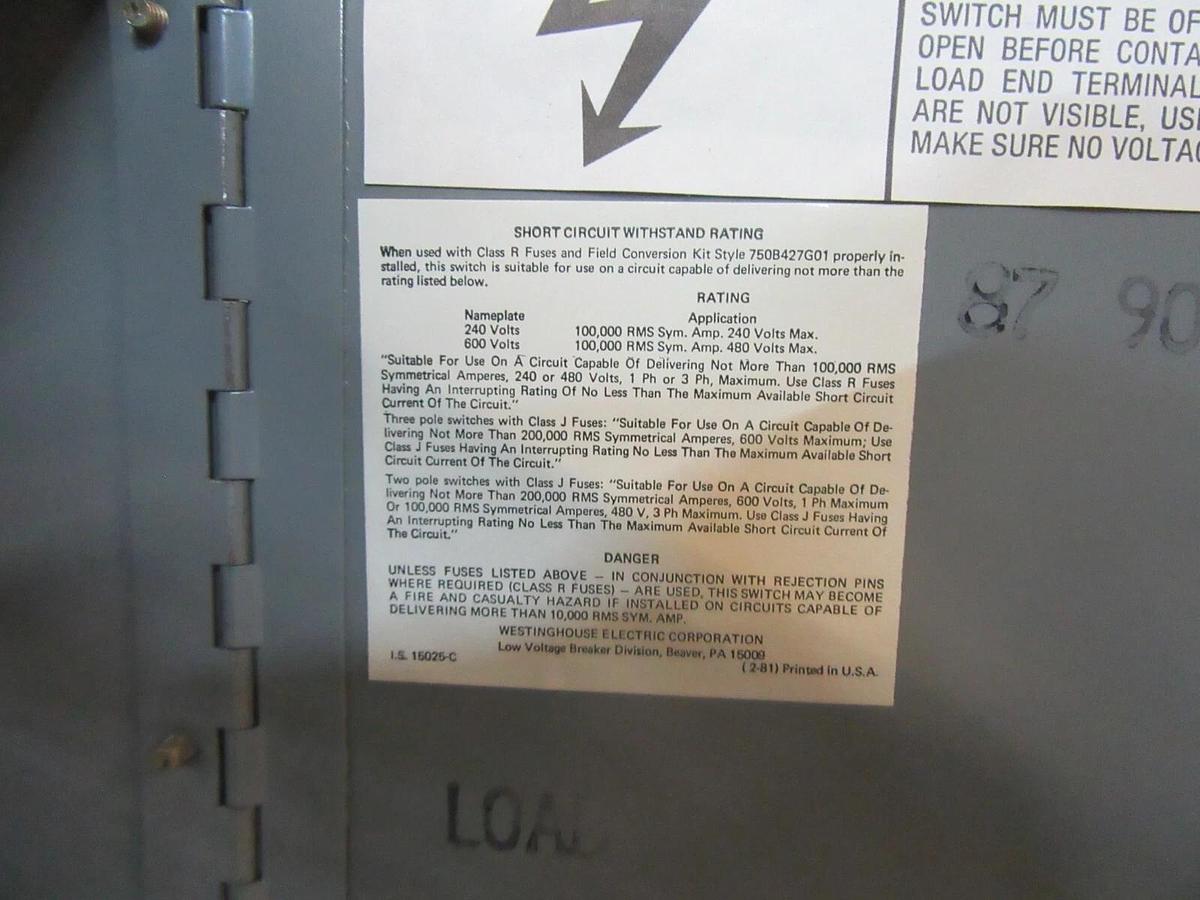 SWITCH MUST BE
OPEN BEFORE
LOAD END
ARE NOT VISIBLE,
MAKE SURE NO
SHORT CIRCUIT WITHSTAND RATING
When used with Class R Fuses and Field Conversion Kit Style 750B427G01 properly in-
stalled, this switch is suitable for use on a circuit capable of delivering not more than the
rating listed below.
RATING
Nameplate Application
240 Volts 100,000 RMS Sym. Amp. 240 Volts Max.
600 Volts 100,000 RMS Sym. Amp. 480 Volts Max.
"Suitable For Use On A Circuit Capable Of Delivering Not More Than 100,000 RMS
Symmetrical Amperes, 240 or 480 Volts, 1 Ph or 3 Ph, Maximum. Use Class R Fuses
Having An Interrupting Rating Of No Less Than The Maximum Available Short Circuit
Current Of The Circuit."
Three pole switches with Class J Fuses: "Suitable For Use On A Circuit Capable Of De-
livering Not More Than 200,000 RMS Symmetrical Amperes, 600 Volts Maximum; Use
Class J Fuses Having An Interrupting Rating No Less Than The Maximum Available Short
Circuit Current Of The Circuit."
Two pole switches with Class J Fuses: "Suitable For Use On A Circuit Capable Of De-
livering Not More Than 200,000 RMS Symmetrical Amperes, 600 Volts, 1 Ph Maximum
Or 100,000 RMS Symmetrical Amperes, 480 V, 3 Ph Maximum. Use Class J Fuses Having
An Interrupting Rating No Less Than The Maximum Available Short Circuit Current Of
The Circuit."
DANGER
UNLESS FUSES LISTED ABOVE — IN CONJUNCTION WITH REJECTION PINS
WHERE REQUIRED (CLASS R FUSES) — ARE USED, THIS SWITCH MAY BECOME
A FIRE AND CASUALTY HAZARD IF INSTALLED ON CIRCUITS CAPABLE OF
DELIVERING MORE THAN 10,000 RMS SYM. AMP.
WESTINGHOUSE ELECTRIC CORPORATION
Low Voltage Breaker Division, Beaver, PA 15009
I.S. 15025-C
( 2-81) Printed in U.S.A.
87 90